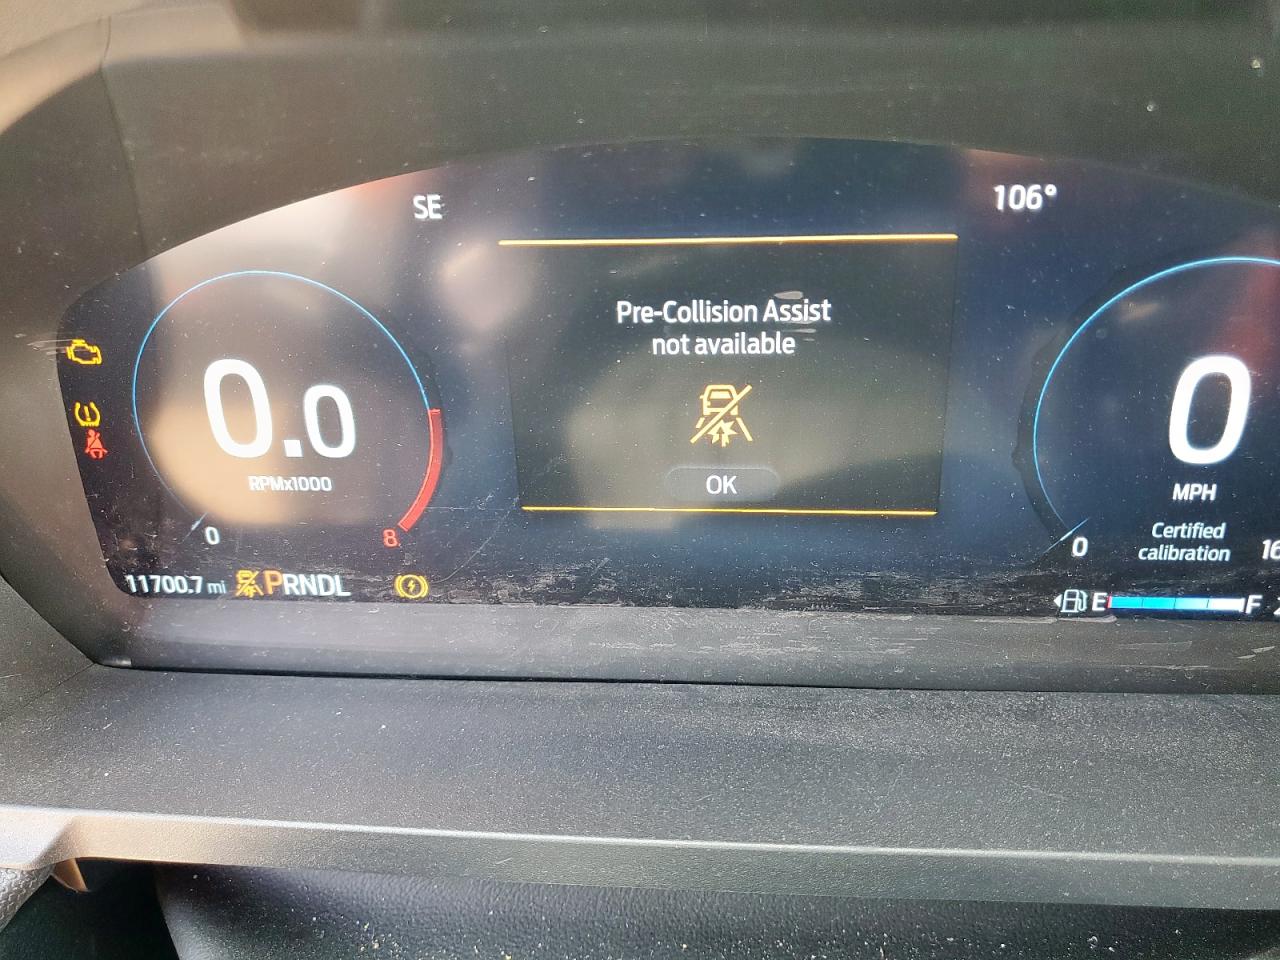 SE
106°
Pre-Collision Assist
not available
OK
0.0
RPMx1000
0
8
0
MPH
Certified
calibration
0
16
11700.7 mi
PRNDL
E
F